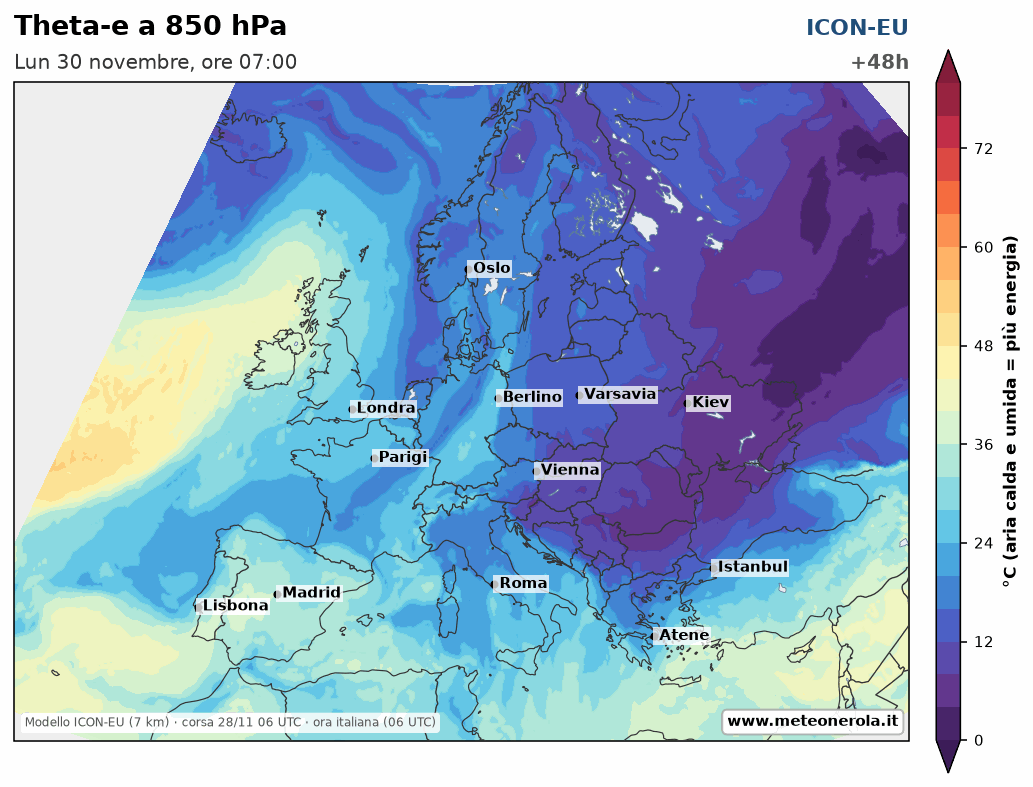 Theta-e a 850 hPa
ICON-EU
Lun 30 novembre, ore 07:00
+48h
72
60
48
36
24
12
0
°C (aria calda e umida = più energia)
Oslo
Berlino
Varsavia
Kiev
Londra
Parigi
Vienna
Istanbul
Roma
Madrid
Lisbona
Atene
Modello ICON-EU (7 km) · corsa 28/11 06 UTC · ora italiana (06 UTC)
www.meteonerola.it